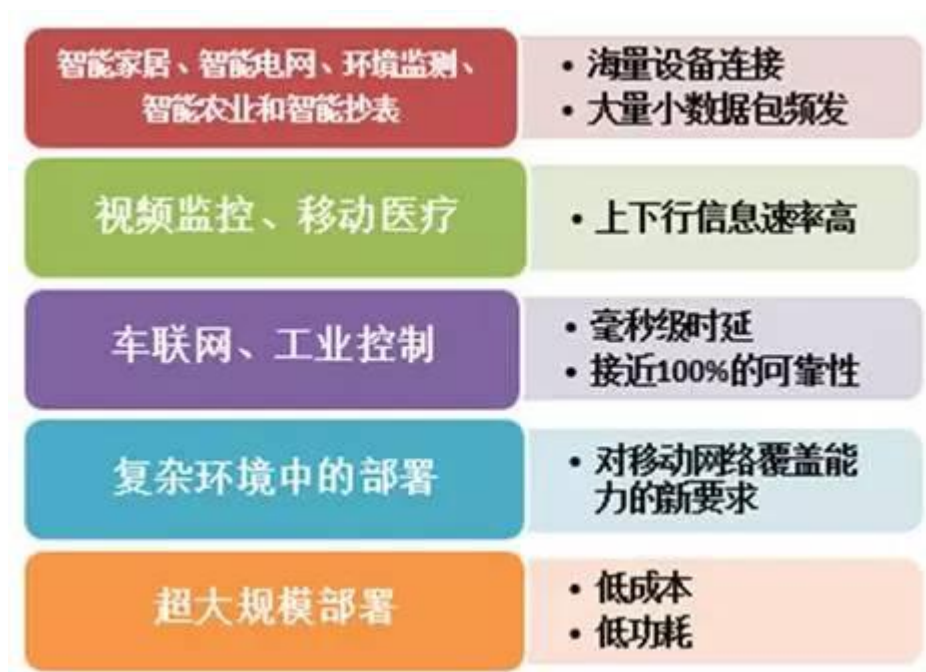 智能家居、智能电网、环境监测、
智能农业和智能抄表
• 海量设备连接
• 大量小数据包频发
视频监控、移动医疗
• 上下行信息速率高
车联网、工业控制
• 毫秒级时延
• 接近100%的可靠性
复杂环境中的部署
• 对移动网络覆盖能
力的新要求
超大规模部署
• 低成本
• 低功耗